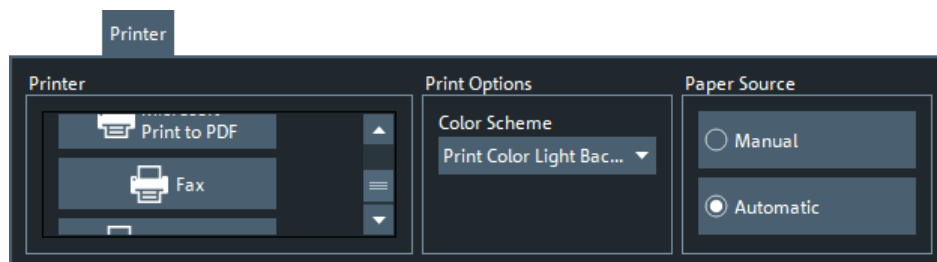 Printer
Printer
Print to PDF
Fax
Print Options
Color Scheme
Print Color Light Bac...
Paper Source
Manual
Automatic